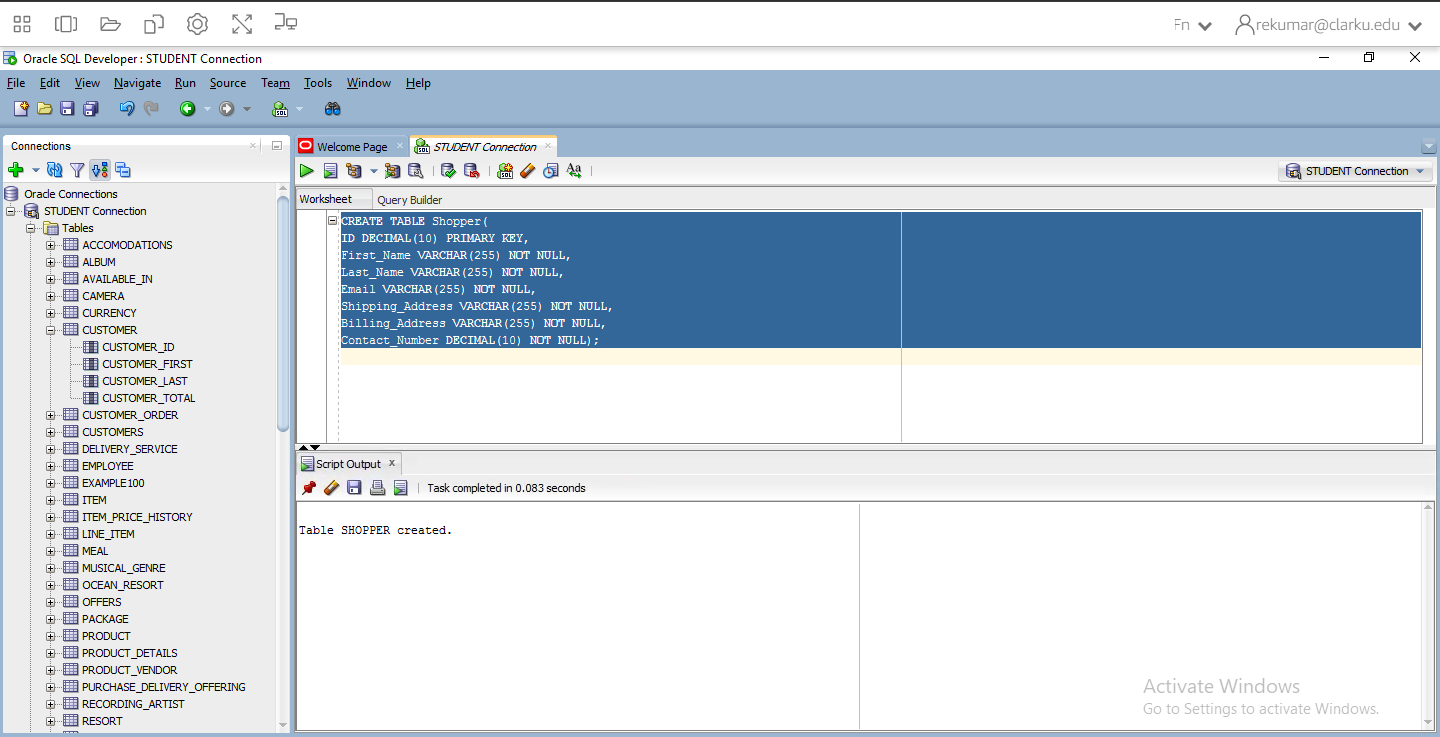 Fn
rekumar@clarku.edu
Oracle SQL Developer : STUDENT Connection
File Edit View Navigate Run Source Team Tools Window Help
Connections
Oracle Connections
STUDENT Connection
Tables
ACCOMODATIONS
ALBUM
AVAILABLE_IN
CAMERA
CURRENCY
CUSTOMER
CUSTOMER_ID
CUSTOMER_FIRST
CUSTOMER_LAST
CUSTOMER_TOTAL
CUSTOMER_ORDER
CUSTOMERS
DELIVERY_SERVICE
EMPLOYEE
EXAMPLE100
ITEM
ITEM_PRICE_HISTORY
LINE_ITEM
MEAL
MUSICAL_GENRE
OCEAN_RESORT
OFFERS
PACKAGE
PRODUCT
PRODUCT_DETAILS
PRODUCT_VENDOR
PURCHASE_DELIVERY_OFFERING
RECORDING_ARTIST
RESORT
Welcome Page
STUDENT Connection
STUDENT Connection
Worksheet
Query Builder
CREATE TABLE Shopper(
ID DECIMAL(10) PRIMARY KEY,
First_Name VARCHAR(255) NOT NULL,
Last_Name VARCHAR(255) NOT NULL,
Email VARCHAR(255) NOT NULL,
Shipping_Address VARCHAR(255) NOT NULL,
Billing_Address VARCHAR(255) NOT NULL,
Contact_Number DECIMAL(10) NOT NULL);
Script Output
Task completed in 0.083 seconds
Table SHOPPER created.
Activate Windows
Go to Settings to activate Windows.